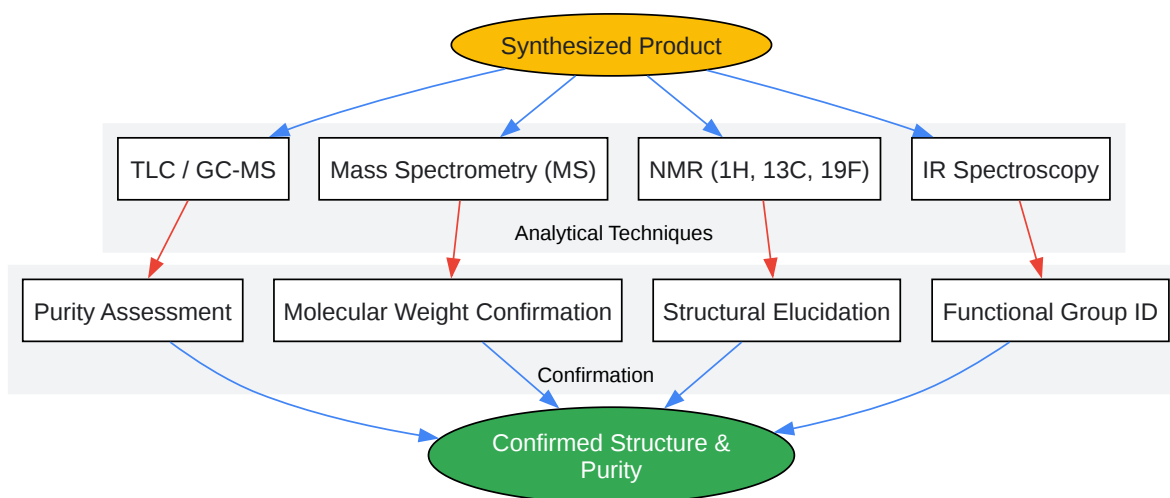 Synthesized Product
TLC / GC-MS
Mass Spectrometry (MS)
NMR (1H, 13C, 19F)
IR Spectroscopy
Analytical Techniques
Purity Assessment
Molecular Weight Confirmation
Structural Elucidation
Functional Group ID
Confirmation
Confirmed Structure &
Purity